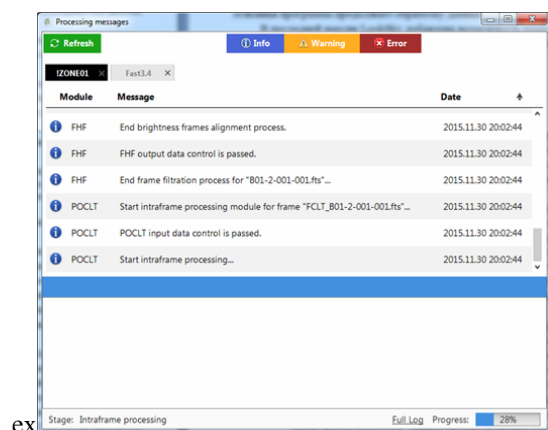 Processing messages
Refresh Info Warning Error
!ZONE01 × Fast3.4 ×
Module Message Date
FHF End brightness frames alignment process. 2015.11.30 20:02:44
FHF FHF output data control is passed. 2015.11.30 20:02:44
FHF End frame filtration process for "B01-2-001-001.fts"... 2015.11.30 20:02:44
POCLT Start intraframe processing module for frame "FCLT_B01-2-001-001.fts"... 2015.11.30 20:02:44
POCLT POCLT input data control is passed. 2015.11.30 20:02:44
POCLT Start intraframe processing... 2015.11.30 20:02:44
ex Stage: Intraframe processing Full Log Progress: 28%